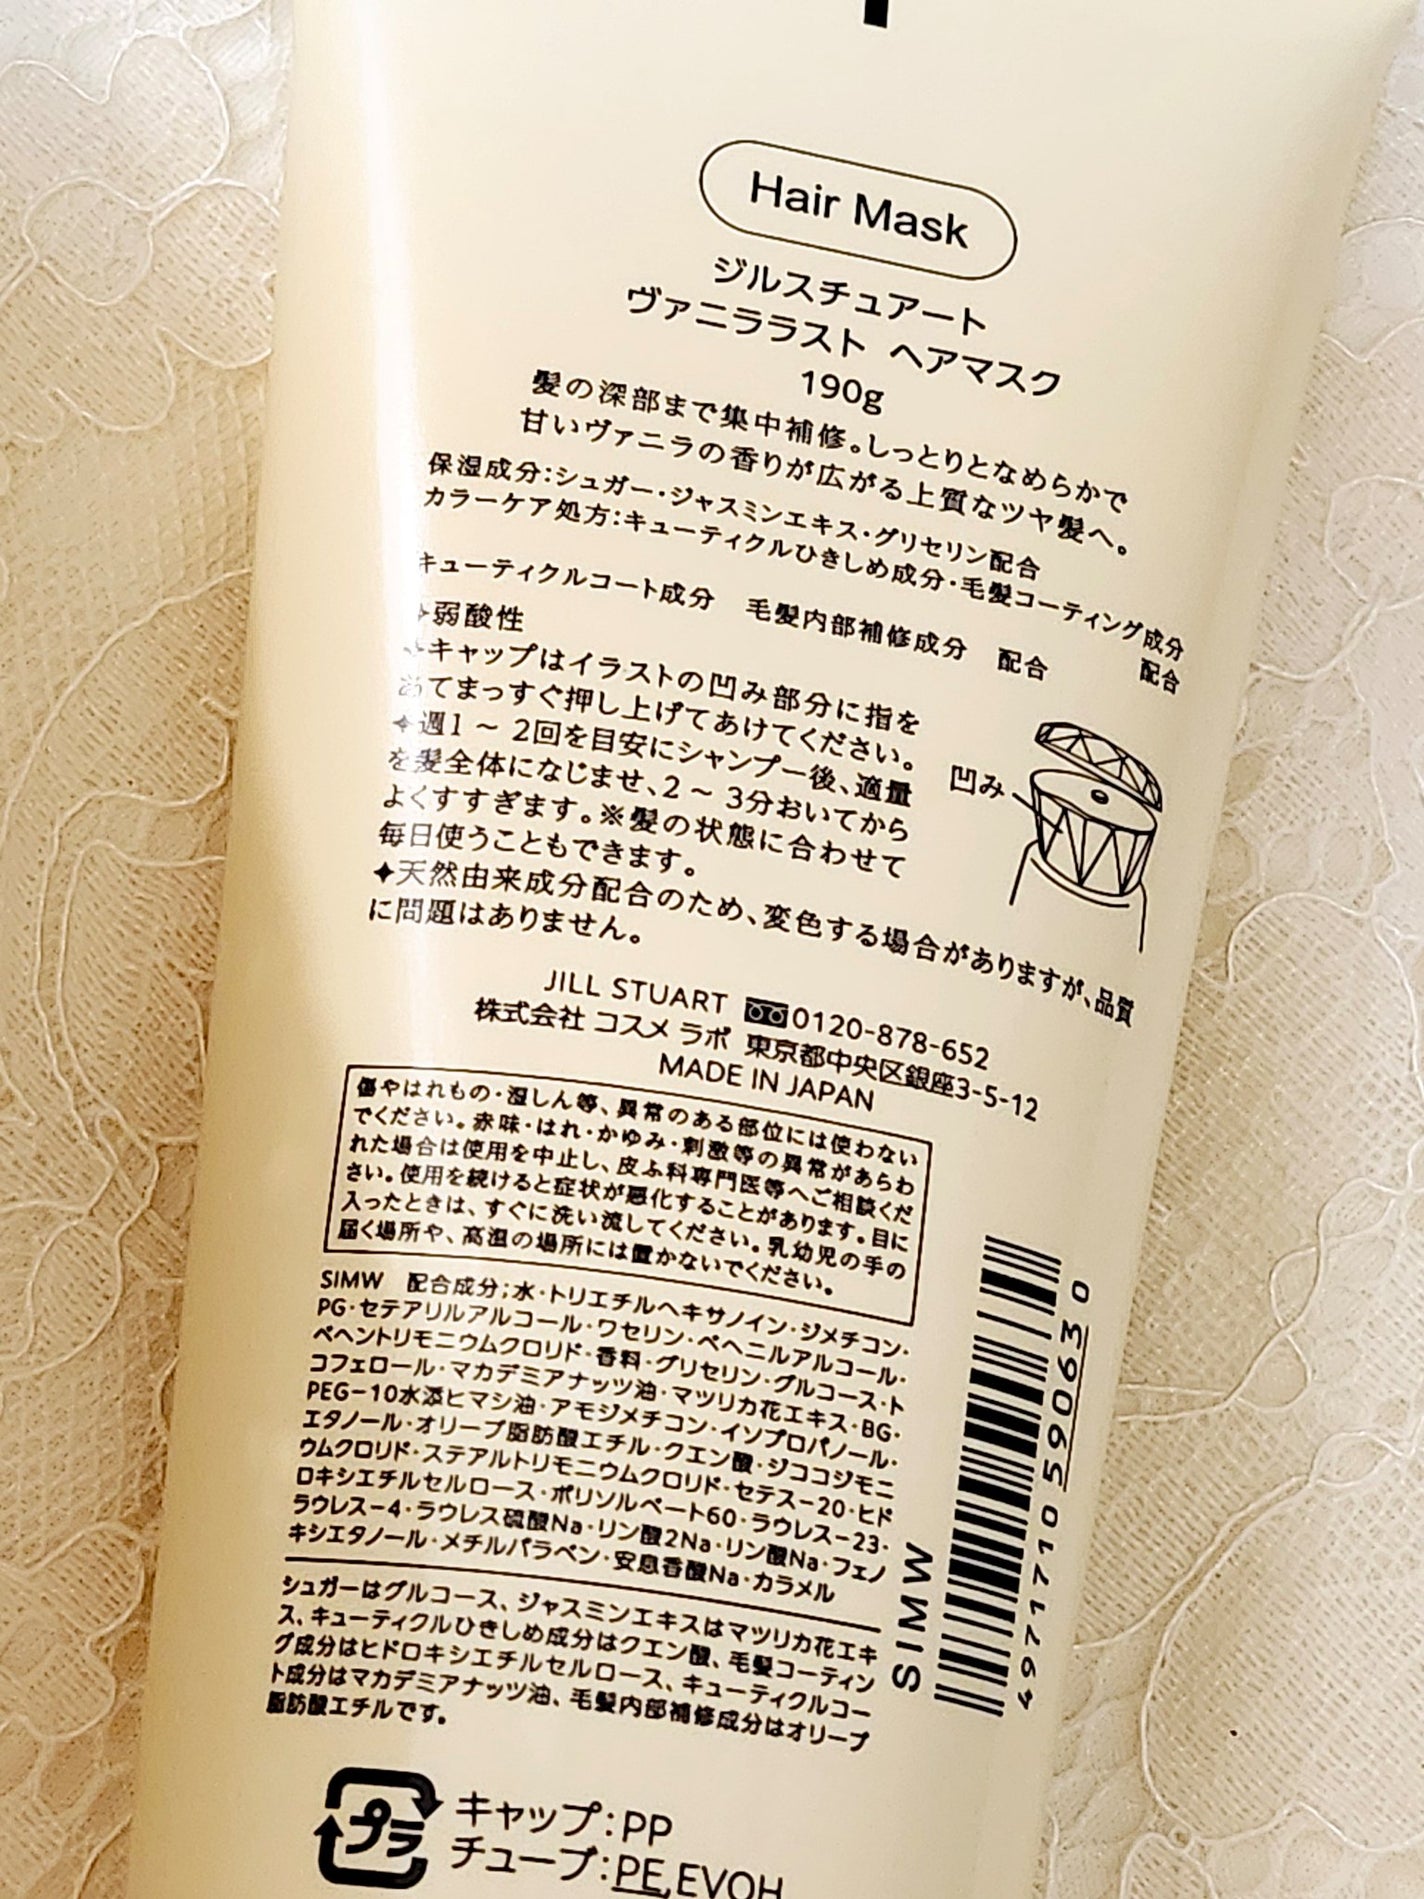 Hair Mask
ジルスチュアート
ヴァニララスト ヘアマスク
190g
髪の深部まで集中補修。しっとりとなめらかで
甘いヴァニラの香りが広がる上質なツヤ髪へ。
保湿成分:シュガー・ジャスミンエキス・グリセリン配合
カラーケア処方:キューティクルひきしめ成分・毛髪コーティング成分
配合
キューティクルコート成分 毛髪内部補修成分 配合
✦弱酸性
✦キャップはイラストの凹み部分に指を
あてまっすぐ押し上げてあけてください。
✦週1 ~ 2回を目安にシャンプー後、適量
を髪全体になじませ、2 ~ 3分おいてから
よくすすぎます。※髪の状態に合わせて
毎日使うこともできます。
凹み
✦天然由来成分配合のため、変色する場合がありますが、品質
に問題はありません。
JILL STUART 0120-878-652
株式会社 コスメ ラボ 東京都中央区銀座3-5-12
MADE IN JAPAN
傷やはれもの・湿しん等、異常のある部位には使わない
でください。赤味・はれ・かゆみ・刺激等の異常があらわ
れた場合は使用を中止し、皮ふ科専門医等へご相談くだ
さい。使用を続けると症状が悪化することがあります。目に
入ったときは、すぐに洗い流してください。乳幼児の手の
届く場所や、高温の場所には置かないでください。
SIMW 配合成分;水・トリエチルヘキサノイン・ジメチコン・
PG・セテアリルアルコール・ワセリン・ベヘニルアルコール・
ベヘントリモニウムクロリド・香料・グリセリン・グルコース・ト
コフェロール・マカデミアナッツ油・マツリカ花エキス・BG・
PEG-10水添ヒマシ油・アモジメチコン・イソプロパノール・
エタノール・オリーブ脂肪酸エチル・クエン酸・ジココジモニ
ウムクロリド・ステアルトリモニウムクロリド・セテス-20・ヒド
ロキシエチルセルロース・ポリソルベート60・ラウレス-23・
ラウレス-4・ラウレス硫酸Na・リン酸2Na・リン酸Na・フェノ
キシエタノール・メチルパラベン・安息香酸Na・カラメル
シュガーはグルコース、ジャスミンエキスはマツリカ花エキ
ス、キューティクルひきしめ成分はクエン酸、毛髪コーティン
グ成分はヒドロキシエチルセルロース、キューティクルコー
ト成分はマカデミアナッツ油、毛髪内部補修成分はオリーブ
脂肪酸エチルです。
SIMW
4971710590630
プラ
キャップ:PP
チューブ:PE,EVOH